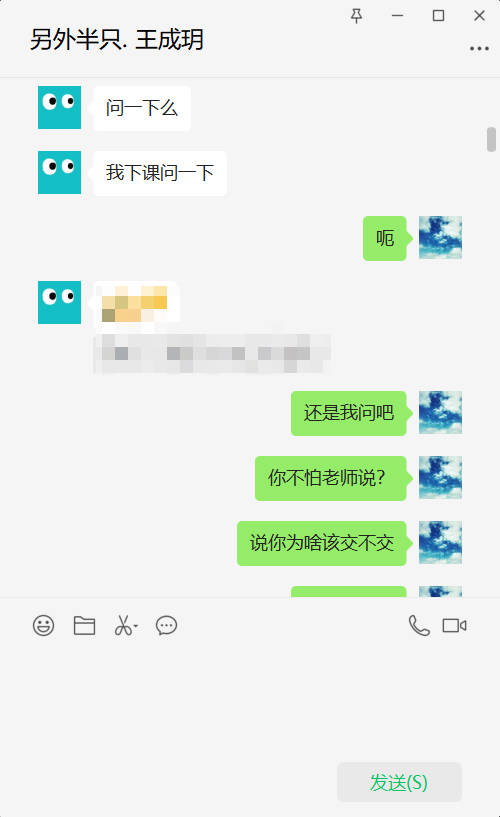 另外半只. 王成玥
问一下么
我下课问一下
呃
还是我问吧
你不怕老师说？
说你为啥该交不交
发送(S)